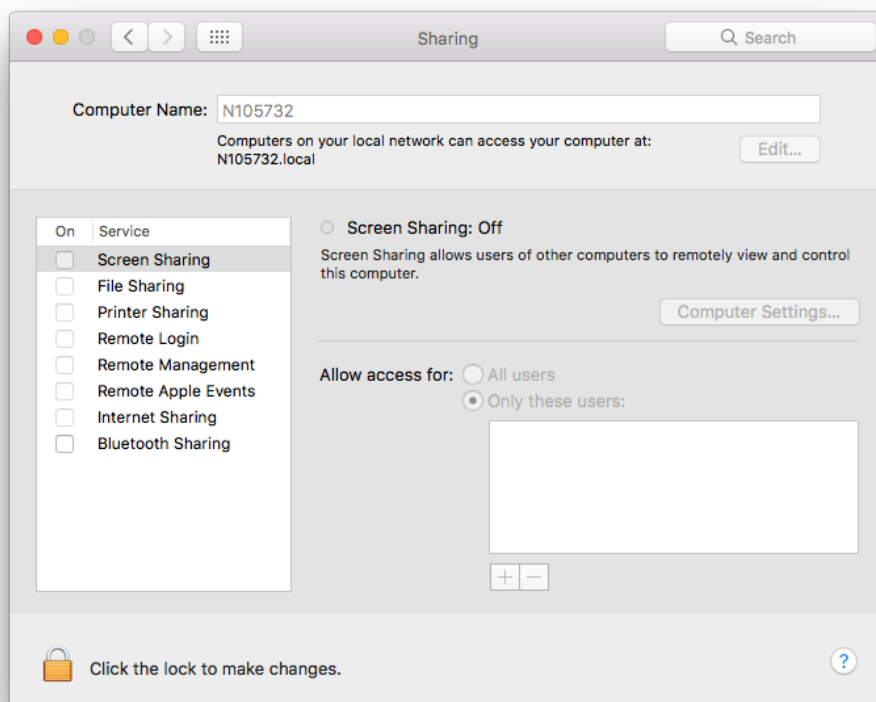 Sharing
Search
Computer Name: N105732
Computers on your local network can access your computer at:
N105732.local
Edit...
On Service
Screen Sharing
File Sharing
Printer Sharing
Remote Login
Remote Management
Remote Apple Events
Internet Sharing
Bluetooth Sharing
Screen Sharing: Off
Screen Sharing allows users of other computers to remotely view and control
this computer.
Computer Settings...
Allow access for: All users
Only these users:
Click the lock to make changes.
?